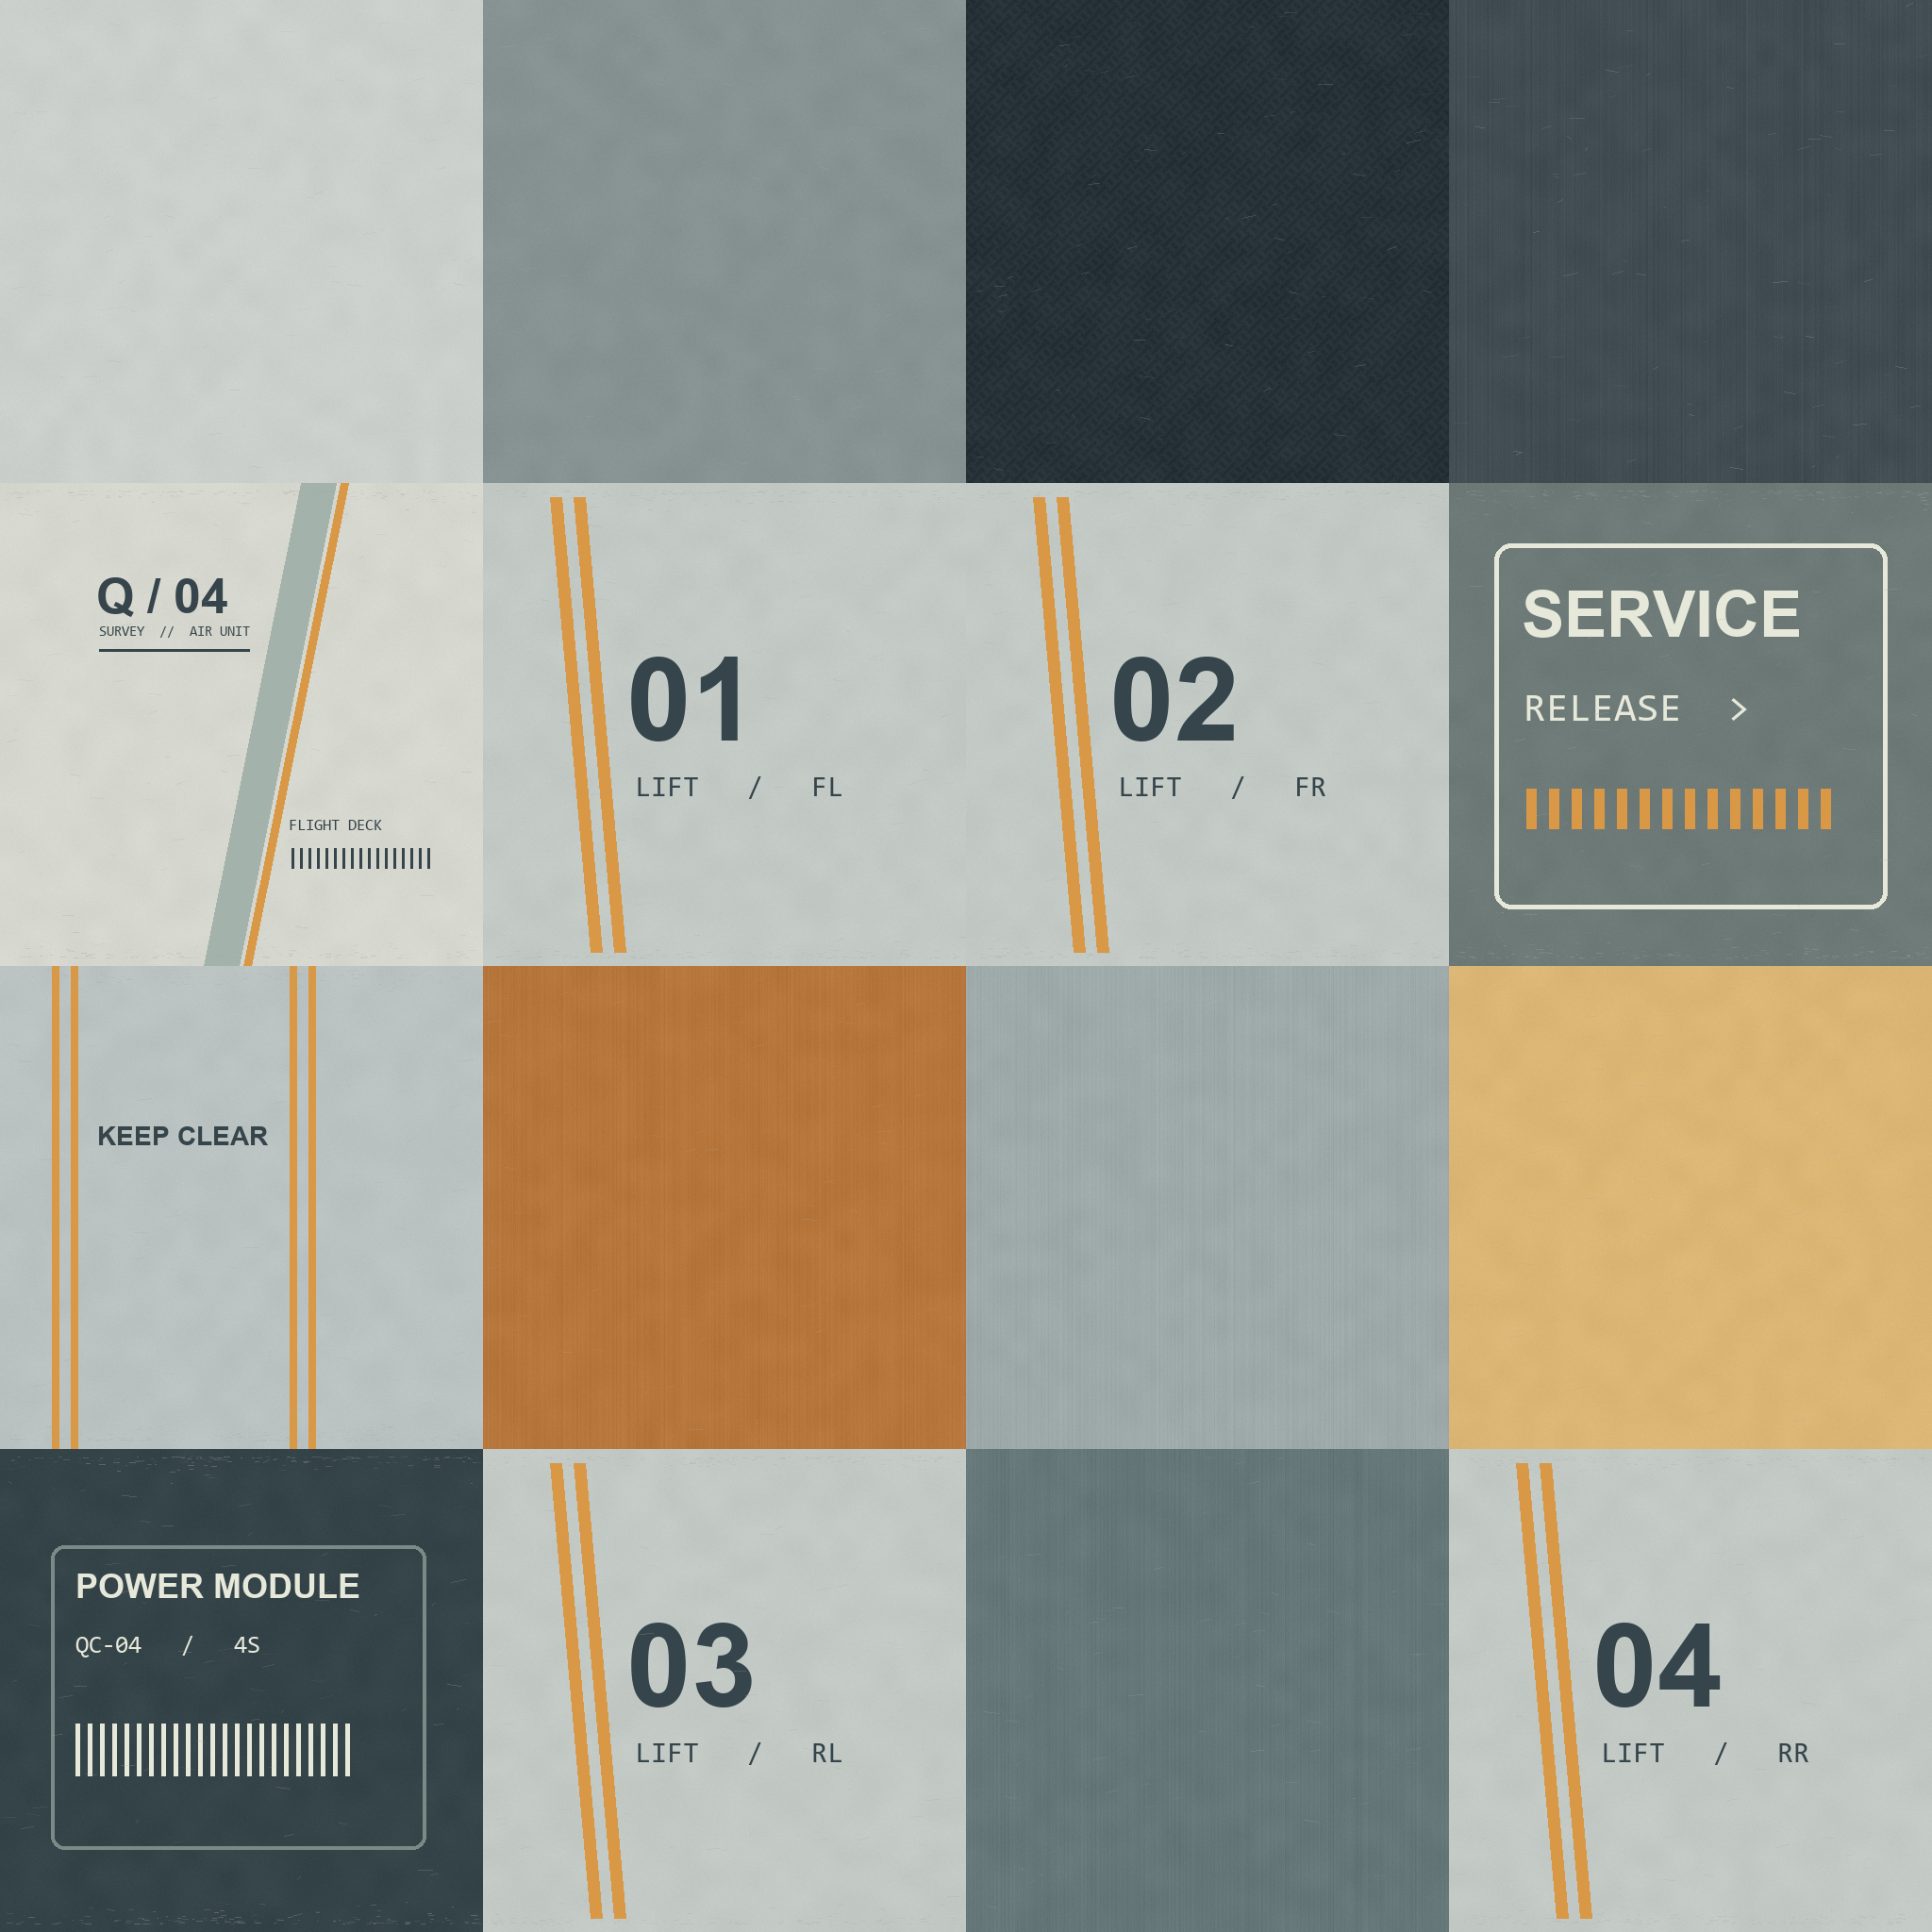 Q / 04
SURVEY // AIR UNIT
FLIGHT DECK
01
LIFT / FL
02
LIFT / FR
SERVICE
RELEASE >
KEEP CLEAR
POWER MODULE
QC-04 / 4S
03
LIFT / RL
04
LIFT / RR